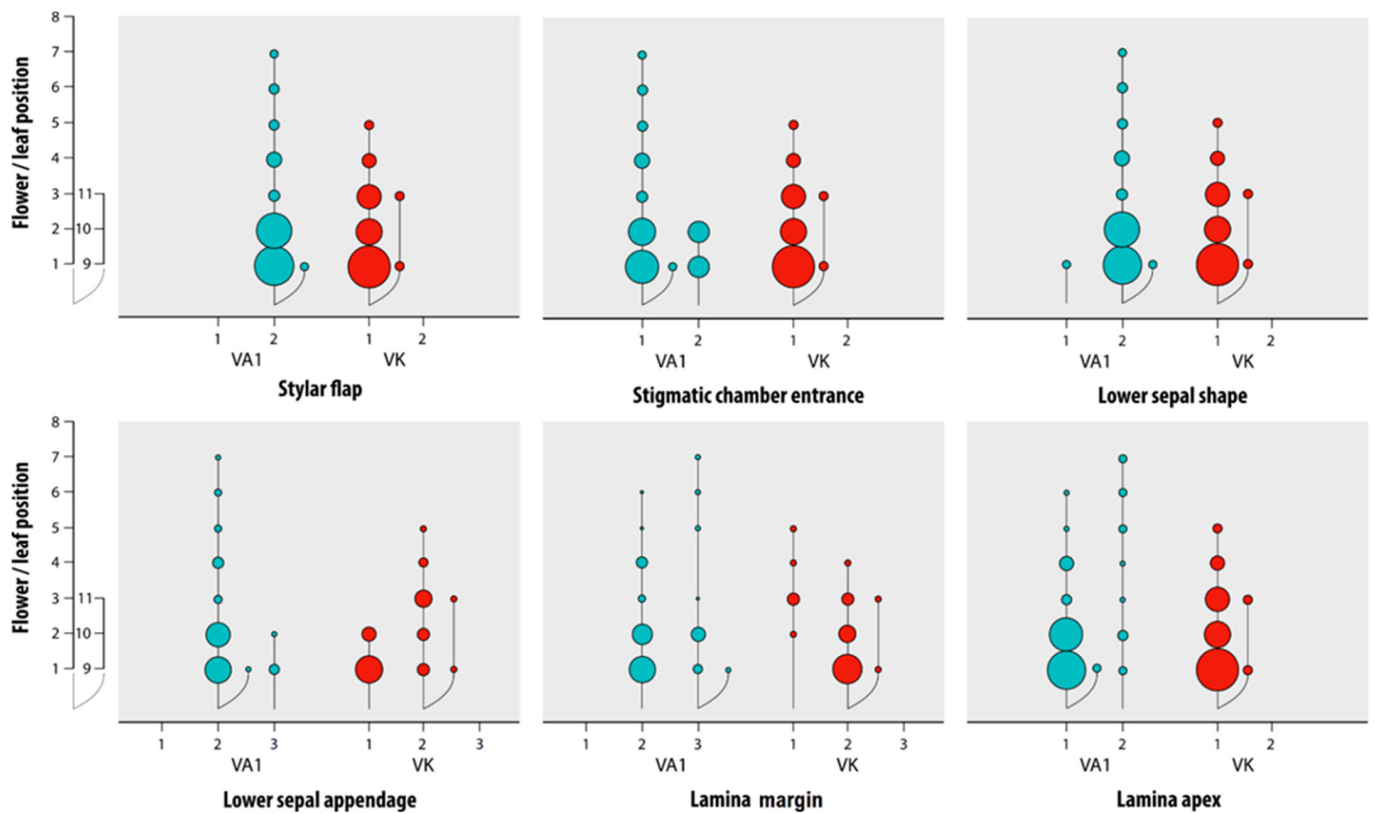 Flower / leaf position
8
7
6
5
4
3 11
2 10
1 9
1 2 1 2
VA1 VK
Stylar flap
1 2 1 2
VA1 VK
Stigmatic chamber entrance
1 2 1 2
VA1 VK
Lower sepal shape
Flower / leaf position
8
7
6
5
4
3 11
2 10
1 9
1 2 3 1 2 3
VA1 VK
Lower sepal appendage
1 2 3 1 2 3
VA1 VK
Lamina margin
1 2 1 2
VA1 VK
Lamina apex